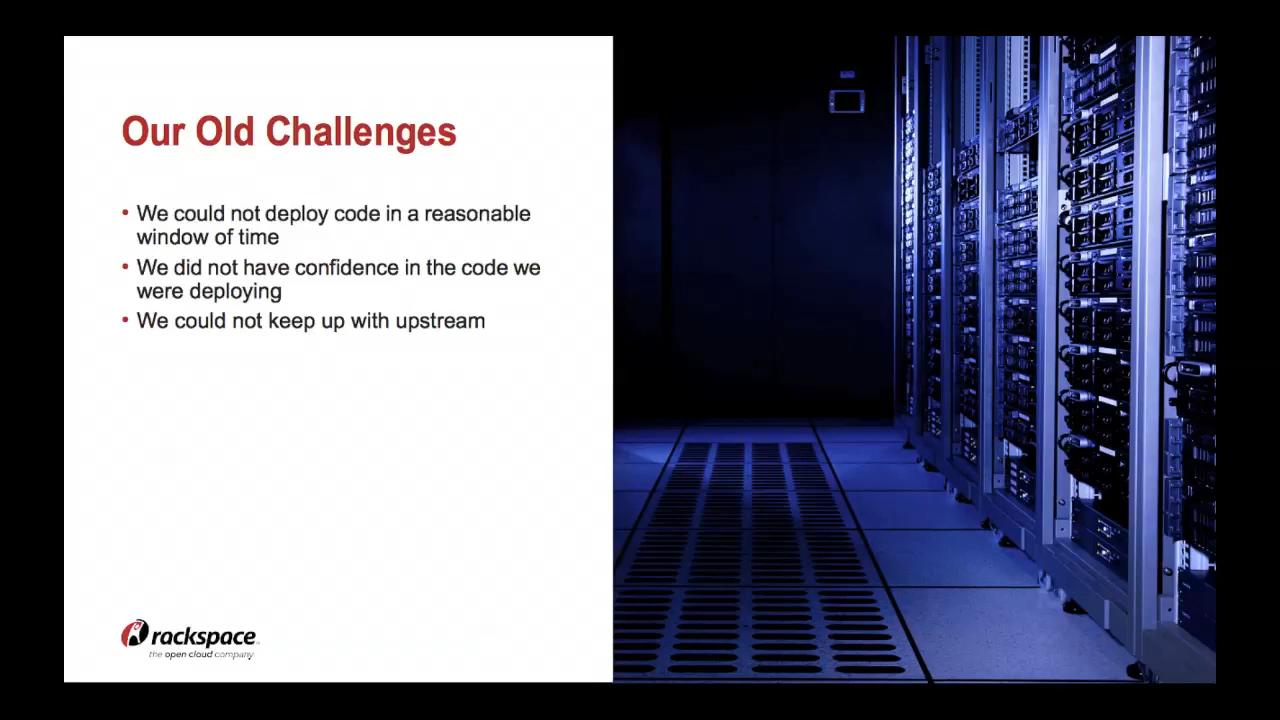 Our Old Challenges
• We could not deploy code in a reasonable
window of time
• We did not have confidence in the code we
were deploying
• We could not keep up with upstream
rackspace
the open cloud company